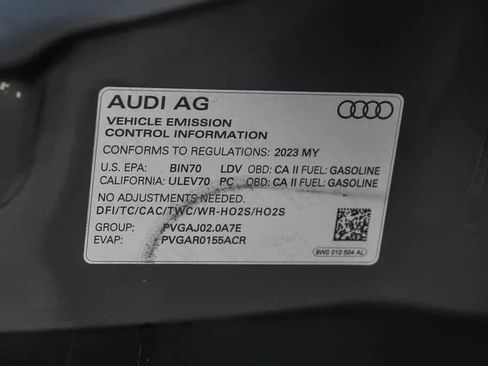 AUDI AG
VEHICLE EMISSION
CONTROL INFORMATION
CONFORMS TO REGULATIONS: 2023 MY
U.S. EPA: BIN70 LDV OBD: CA II FUEL: GASOLINE
CALIFORNIA: ULEV70 PC OBD: CA II FUEL: GASOLINE
NO ADJUSTMENTS NEEDED.
DFI/TC/CAC/TWC/WR-HO2S/HO2S
GROUP: PVGAJ02.0A7E
EVAP: PVGAR0155ACR
8W0 010 504 AL